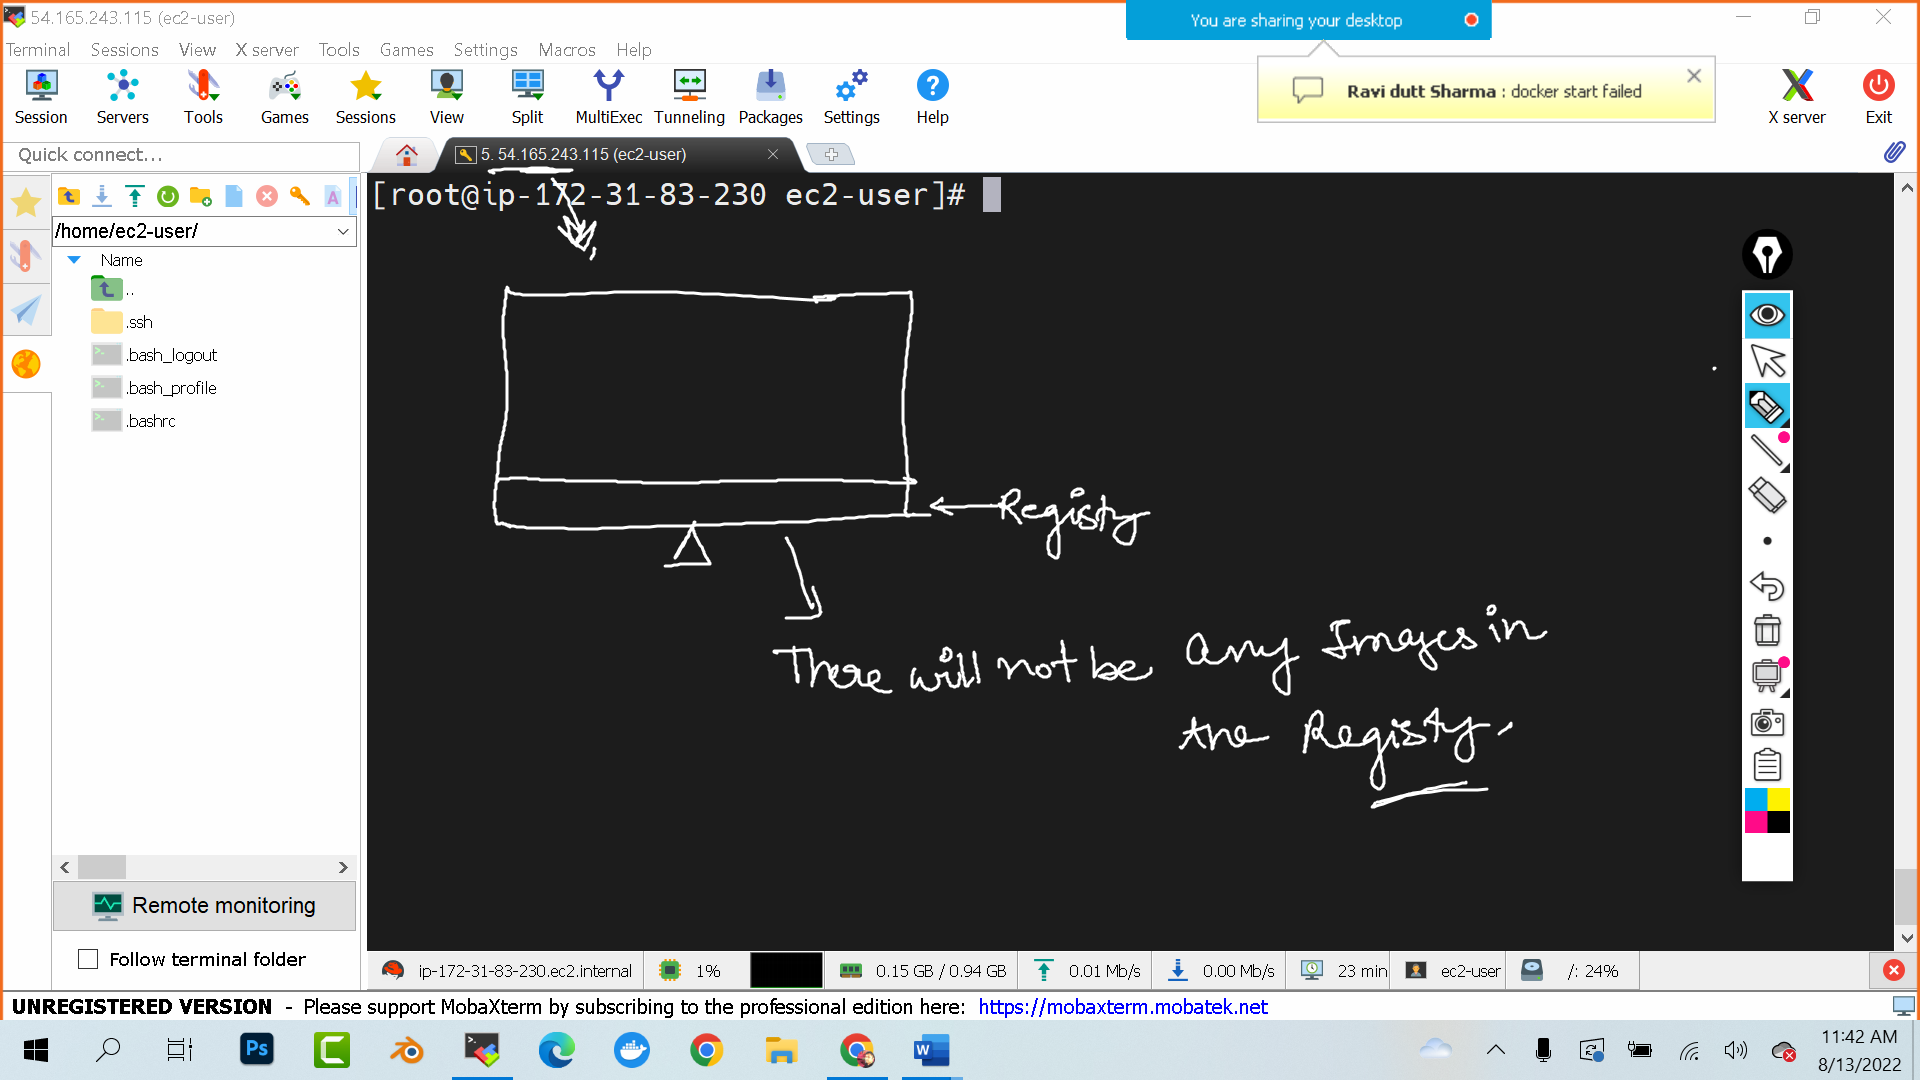 54.165.243.115 (ec2-user)
You are sharing your desktop
Terminal Sessions View X server Tools Games Settings Macros Help
Ravi dutt Sharma : docker start failed
Session Servers Tools Games Sessions View Split MultiExec Tunneling Packages Settings Help X server Exit
Quick connect...
5. 54.165.243.115 (ec2-user)
[root@ip-172-31-83-230 ec2-user]#
/home/ec2-user/
Name
..
.ssh
.bash_logout
.bash_profile
.bashrc
Registy
There will not be any Images in
the Registy.
Remote monitoring
Follow terminal folder
ip-172-31-83-230.ec2.internal 1% 0.15 GB / 0.94 GB 0.01 Mb/s 0.00 Mb/s 23 min ec2-user /: 24%
UNREGISTERED VERSION - Please support MobaXterm by subscribing to the professional edition here: https://mobaxterm.mobatek.net
Ps C W
11:42 AM
8/13/2022